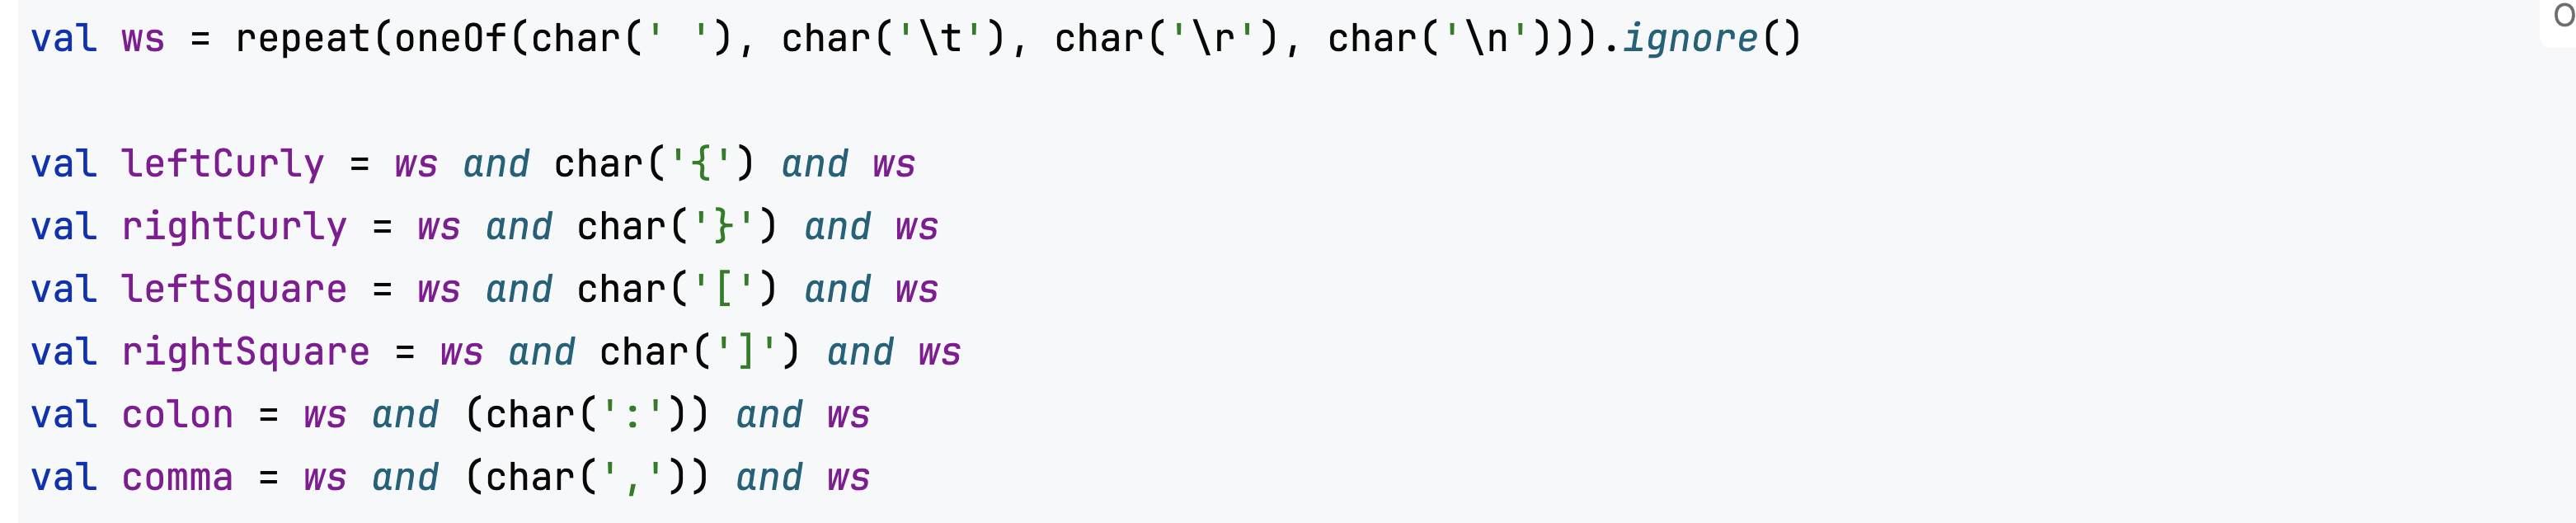 val ws = repeat(oneOf(char(' '), char('\t'), char('\r'), char('\n'))).ignore()
val leftCurly = ws and char('{') and ws
val rightCurly = ws and char('}') and ws
val leftSquare = ws and char('[') and ws
val rightSquare = ws and char(']') and ws
val colon = ws and (char(':')) and ws
val comma = ws and (char(',')) and ws